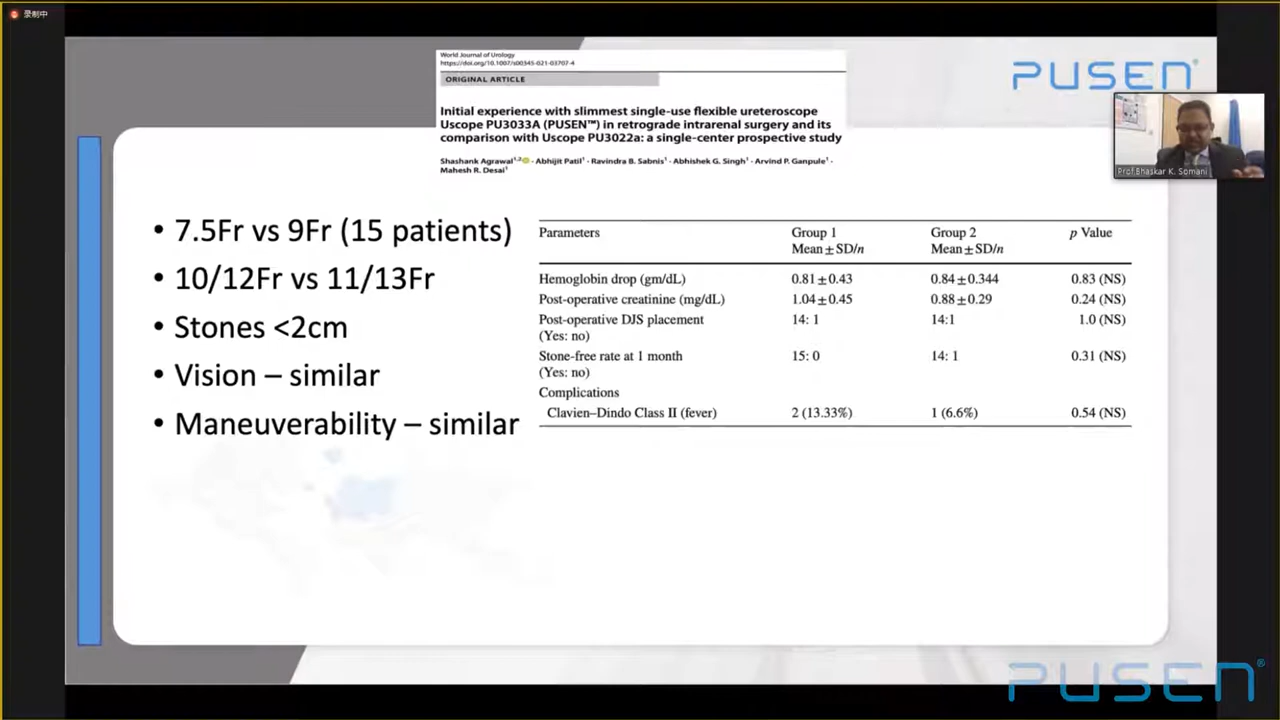 录制中
World Journal of Urology
https://doi.org/10.1007/s00345-021-03707-4
ORIGINAL ARTICLE
Initial experience with slimmest single-use flexible ureteroscope
Uscope PU3033A (PUSEN™) in retrograde intrarenal surgery and its
comparison with Uscope PU3022a: a single-center prospective study
Shashank Agrawal1,2 · Abhijit Patil1 · Ravindra B. Sabnis1 · Abhishek G. Singh1 · Arvind P. Ganpule1 ·
Mahesh R. Desai1
PUSEN®
Prof Bhaskar K. Somani
• 7.5Fr vs 9Fr (15 patients)
• 10/12Fr vs 11/13Fr
• Stones <2cm
• Vision – similar
• Maneuverability – similar
Parameters Group 1 Group 2 p Value
Mean±SD/n Mean±SD/n
Hemoglobin drop (gm/dL) 0.81±0.43 0.84±0.344 0.83 (NS)
Post-operative creatinine (mg/dL) 1.04±0.45 0.88±0.29 0.24 (NS)
Post-operative DJS placement 14: 1 14:1 1.0 (NS)
(Yes: no)
Stone-free rate at 1 month 15: 0 14: 1 0.31 (NS)
(Yes: no)
Complications
Clavien–Dindo Class II (fever) 2 (13.33%) 1 (6.6%) 0.54 (NS)
PUSEN®